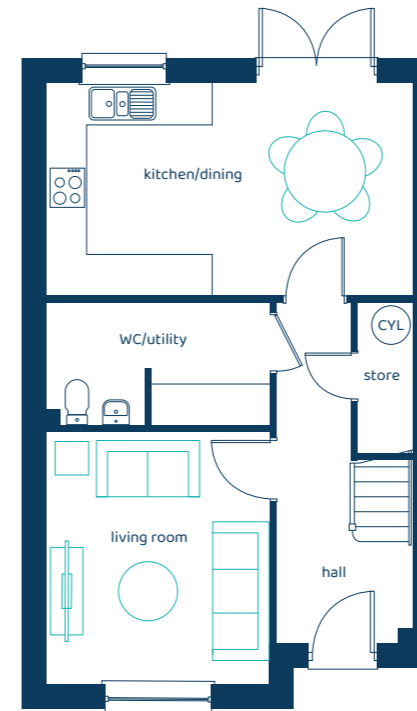 kitchen/dining
WC/utility
CYL
store
living room
hall